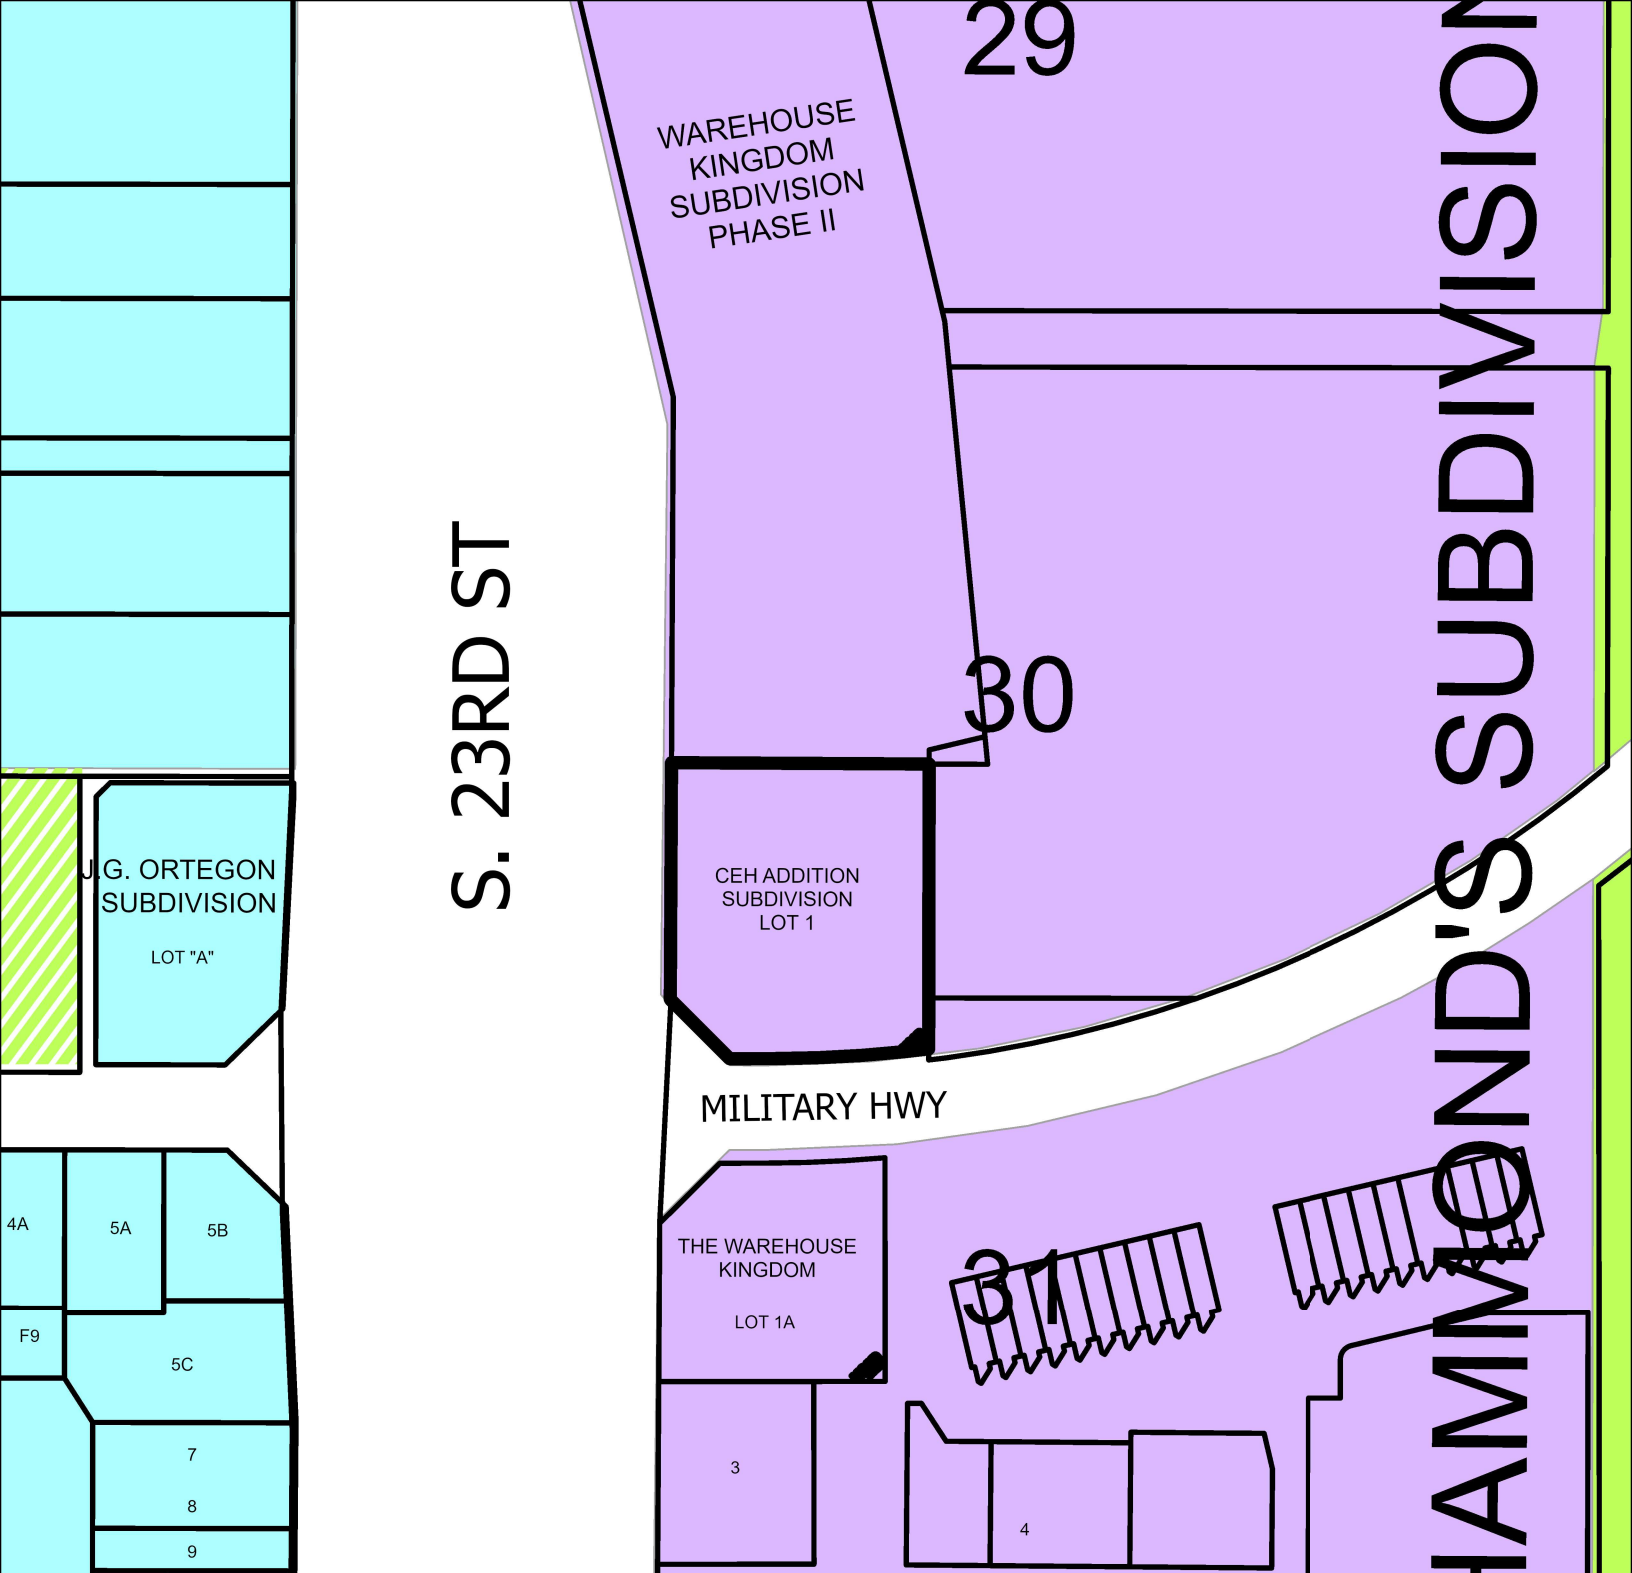 29
WAREHOUSE
KINGDOM
SUBDIVISION
PHASE II
HAMMOND'S SUBDIVISION
S. 23RD ST
30
J.G. ORTEGON
SUBDIVISION
LOT "A"
CEH ADDITION
SUBDIVISION
LOT 1
MILITARY HWY
4A
5A
5B
THE WAREHOUSE
KINGDOM
LOT 1A
31
F9
5C
7
8
9
3
4